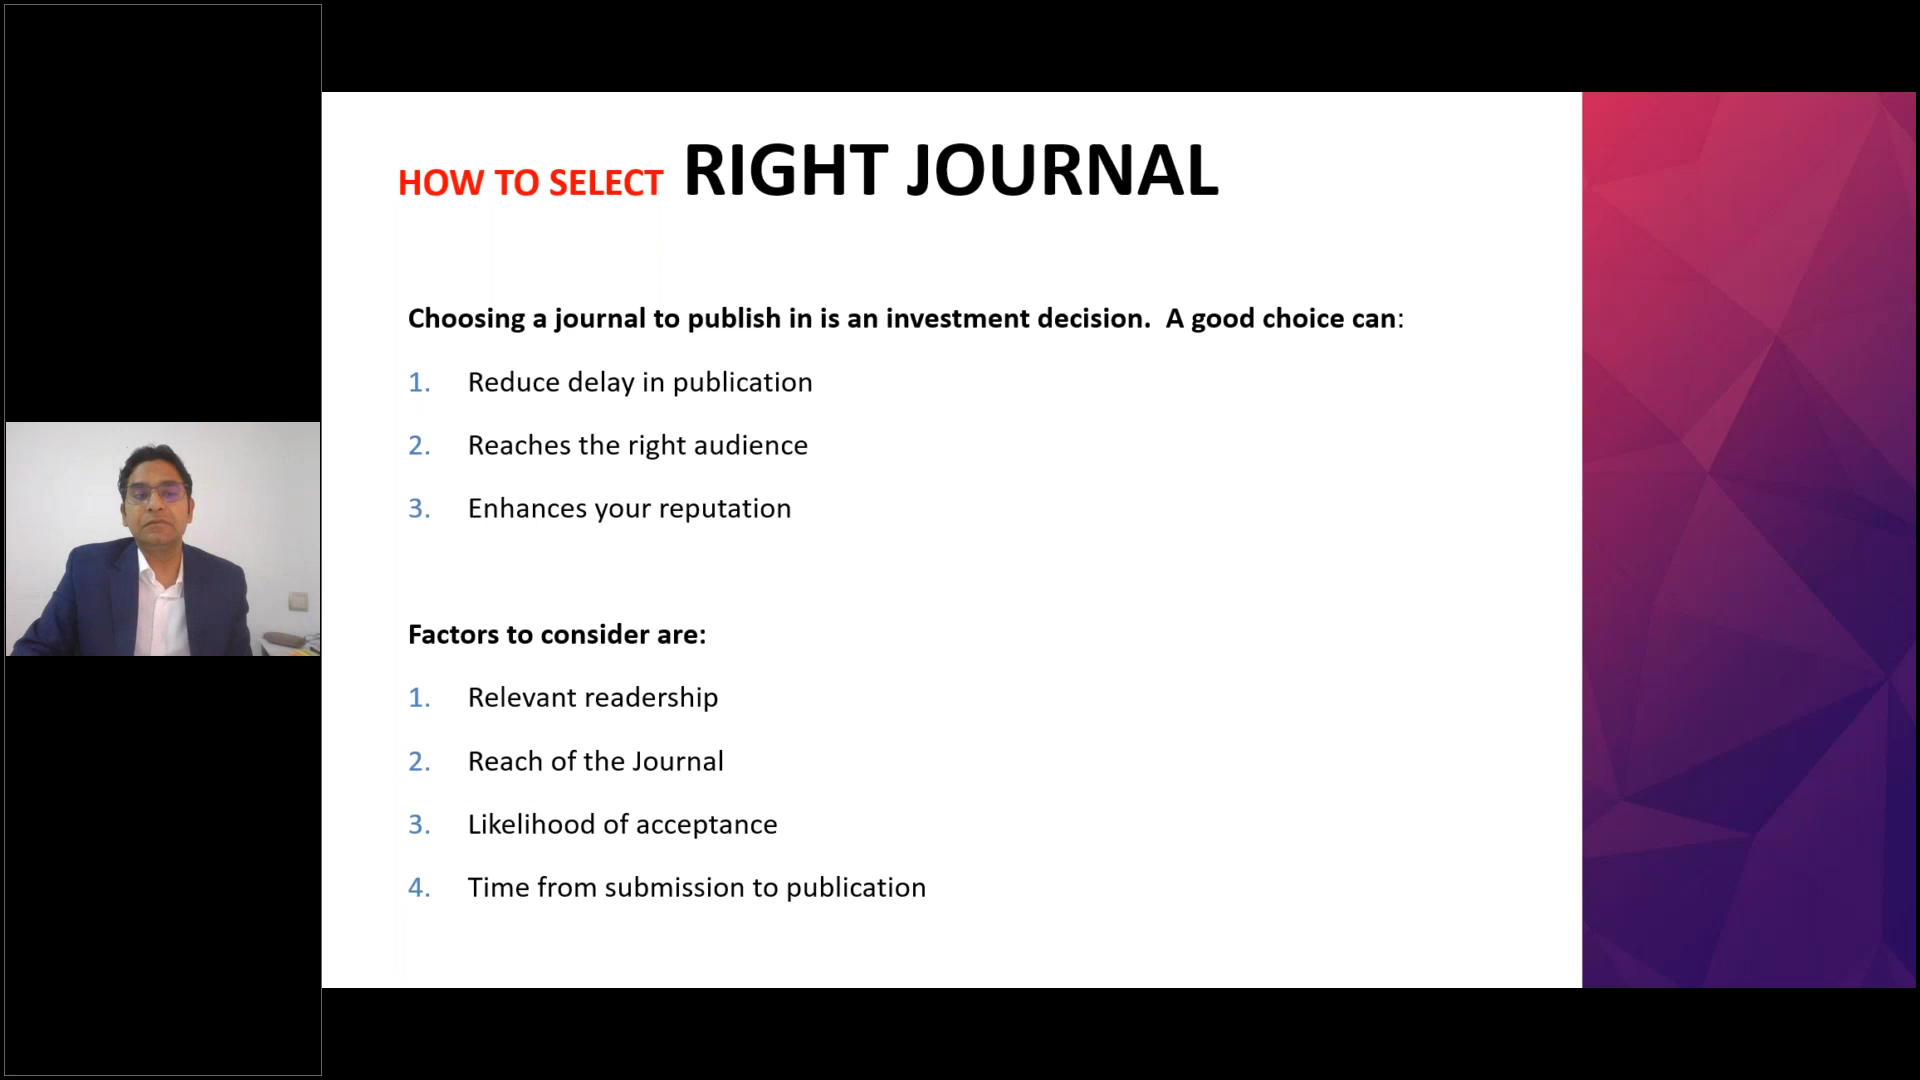 HOW TO SELECT RIGHT JOURNAL
Choosing a journal to publish in is an investment decision.  A good choice can:
1. Reduce delay in publication
2. Reaches the right audience
3. Enhances your reputation
Factors to consider are:
1. Relevant readership
2. Reach of the Journal
3. Likelihood of acceptance
4. Time from submission to publication